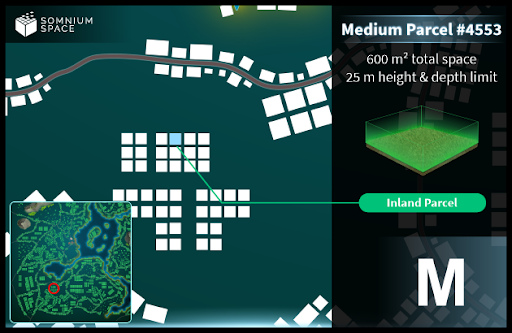 SOMNIUM
SPACE
Medium Parcel #4553
600 m² total space
25 m height & depth limit
Inland Parcel
M